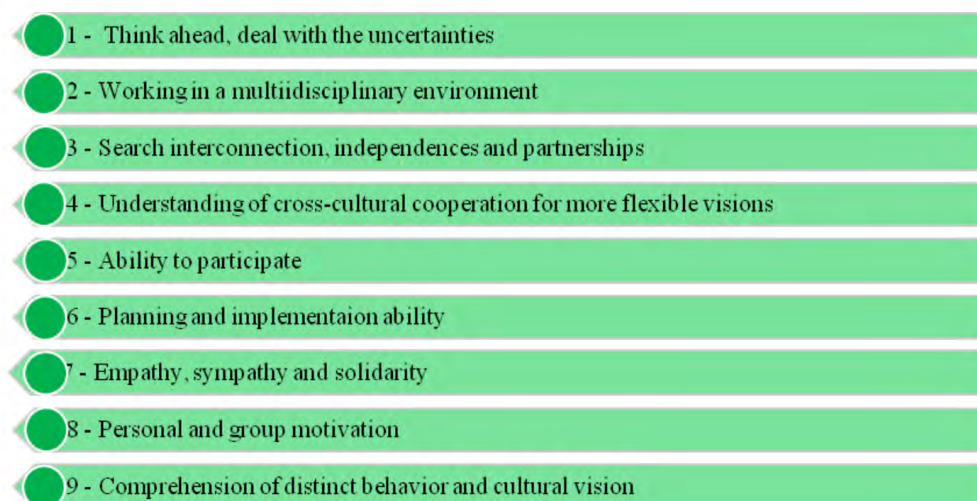 1 - Think ahead, deal with the uncertainties
2 - Working in a multiidisciplinary environment
3 - Search interconnection, independences and partnerships
4 - Understanding of cross-cultural cooperation for more flexible visions
5 - Ability to participate
6 - Planning and implementaion ability
7 - Empathy, sympathy and solidarity
8 - Personal and group motivation
9 - Comprehension of distinct behavior and cultural vision